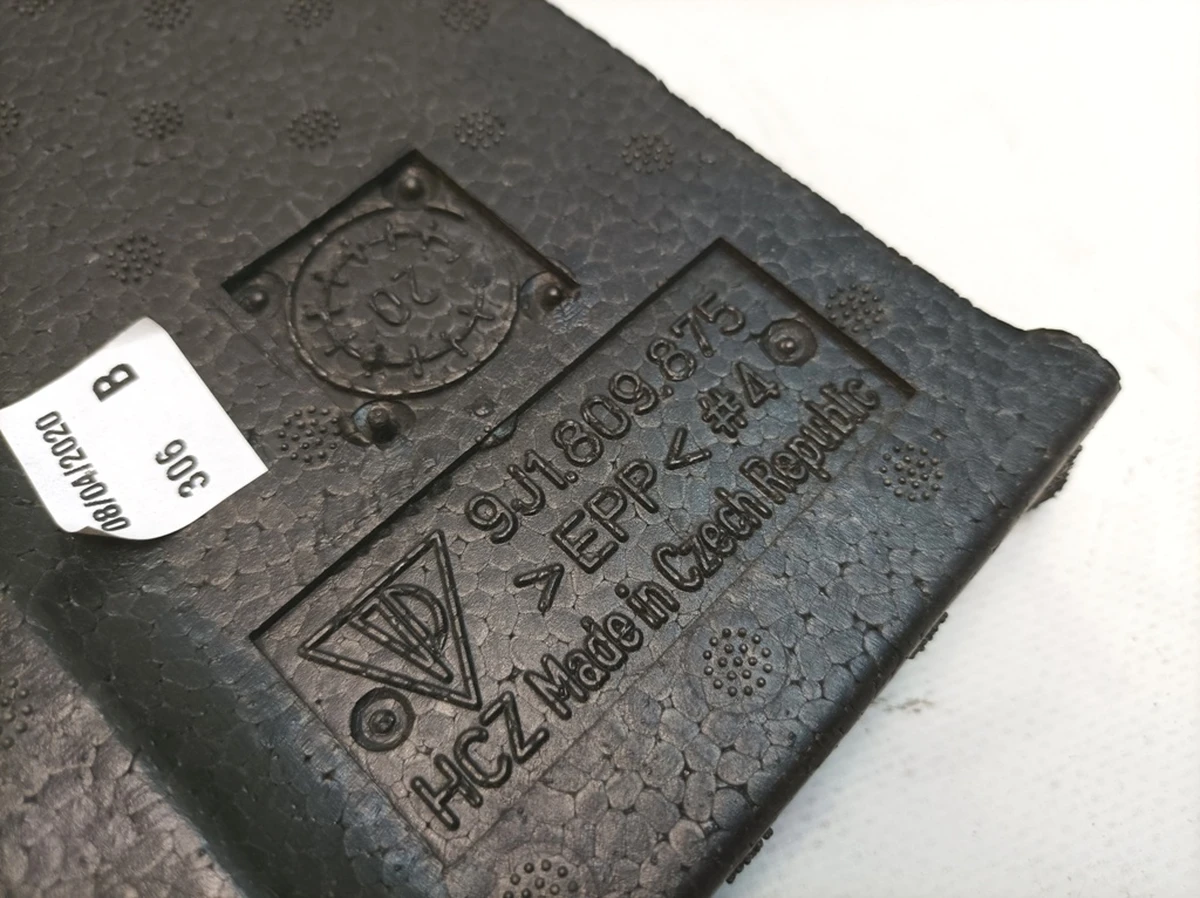 20
B
306
08/04/2020
9J1.809.875
>EPP< #4
HCZ Made in Czech Republic